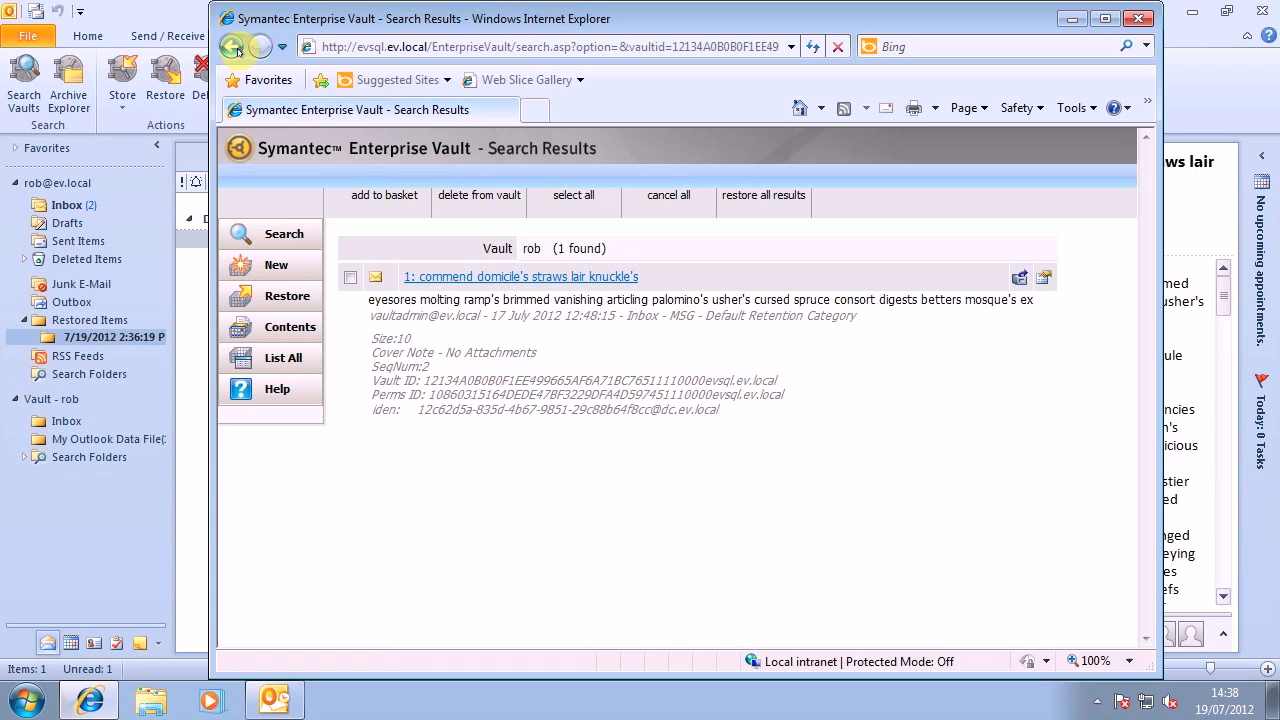 Symantec Enterprise Vault - Search Results - Windows Internet Explorer
File
Home
Send / Receive
http://evsql.ev.local/EnterpriseVault/search.asp?option=&vaultid=12134A0B0B0F1EE49
Bing
Search Vaults
Archive Explorer
Store
Restore
Search
Actions
Favorites
Suggested Sites
Web Slice Gallery
Symantec Enterprise Vault - Search Results
Page
Safety
Tools
»
Symantec™ Enterprise Vault - Search Results
add to basket
delete from vault
select all
cancel all
restore all results
Search
New
Restore
Contents
List All
Help
Vault rob (1 found)
1: commend domicile's straws lair knuckle's
eyesores molting ramp's brimmed vanishing articling palomino's usher's cursed spruce consort digests betters mosque's ex
vaultadmin@ev.local - 17 July 2012 12:48:15 - Inbox - MSG - Default Retention Category
Size:10
Cover Note - No Attachments
SeqNum:2
Vault ID: 12134A0B0B0F1EE499665AF6A71BC76511110000evsql.ev.local
Perms ID: 10860315164DEDE47BF3229DFA4D597451110000evsql.ev.local
iden: 12c62d5a-835d-4b67-9851-29c88b64f8cc@dc.ev.local
Favorites
rob@ev.local
Inbox (2)
Drafts
Sent Items
Deleted Items
Junk E-Mail
Outbox
Restored Items
7/19/2012 2:36:19 P
RSS Feeds
Search Folders
Vault - rob
Inbox
My Outlook Data File(
Search Folders
ws lair
No upcoming appointments.
Today: 0 Tasks
Items: 1
Unread: 1
Local intranet | Protected Mode: Off
100%
14:38
19/07/2012